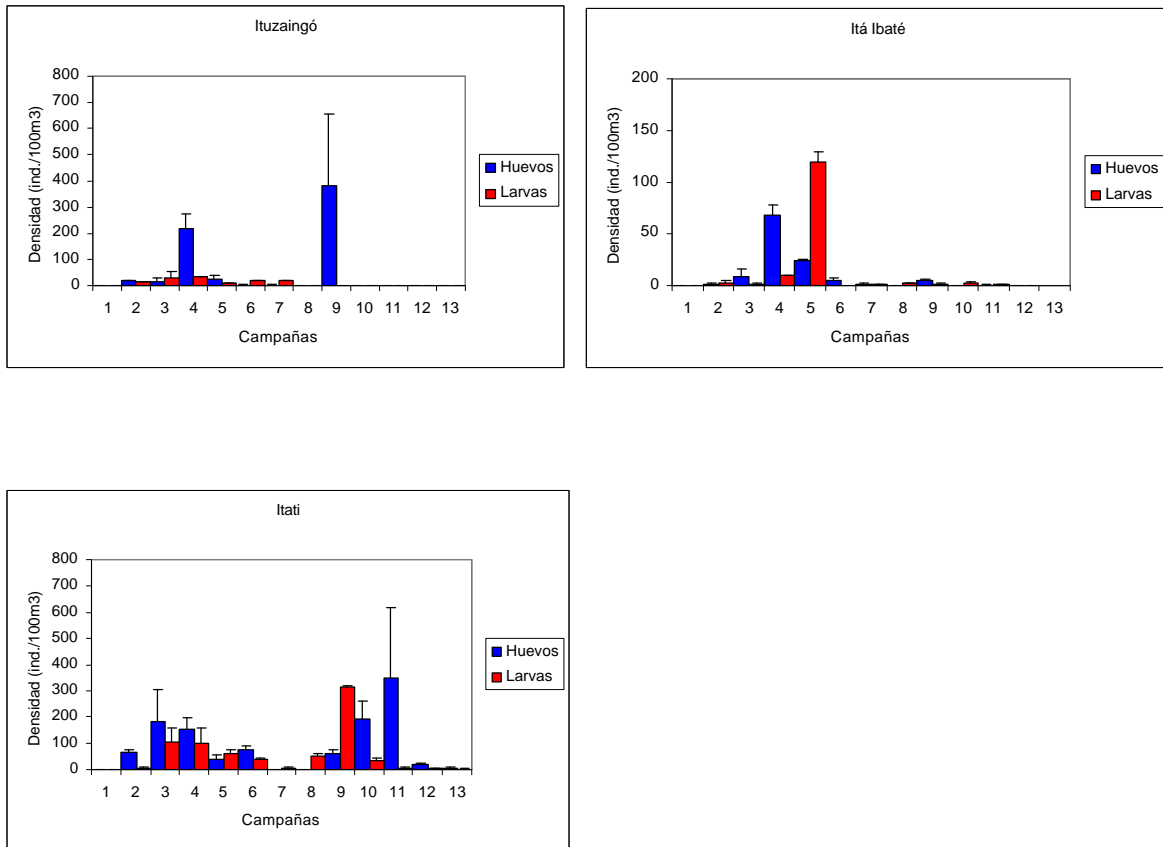 Ituzaingó
Densidad (ind./100m3)
800
700
600
500
400
300
200
100
0
1 2 3 4 5 6 7 8 9 10 11 12 13
Campañas
Huevos
Larvas
Itá Ibaté
Densidad (ind./100m3)
200
150
100
50
0
1 2 3 4 5 6 7 8 9 10 11 12 13
Campañas
Huevos
Larvas
Itati
Densidad (ind./100m3)
800
700
600
500
400
300
200
100
0
1 2 3 4 5 6 7 8 9 10 11 12 13
Campañas
Huevos
Larvas